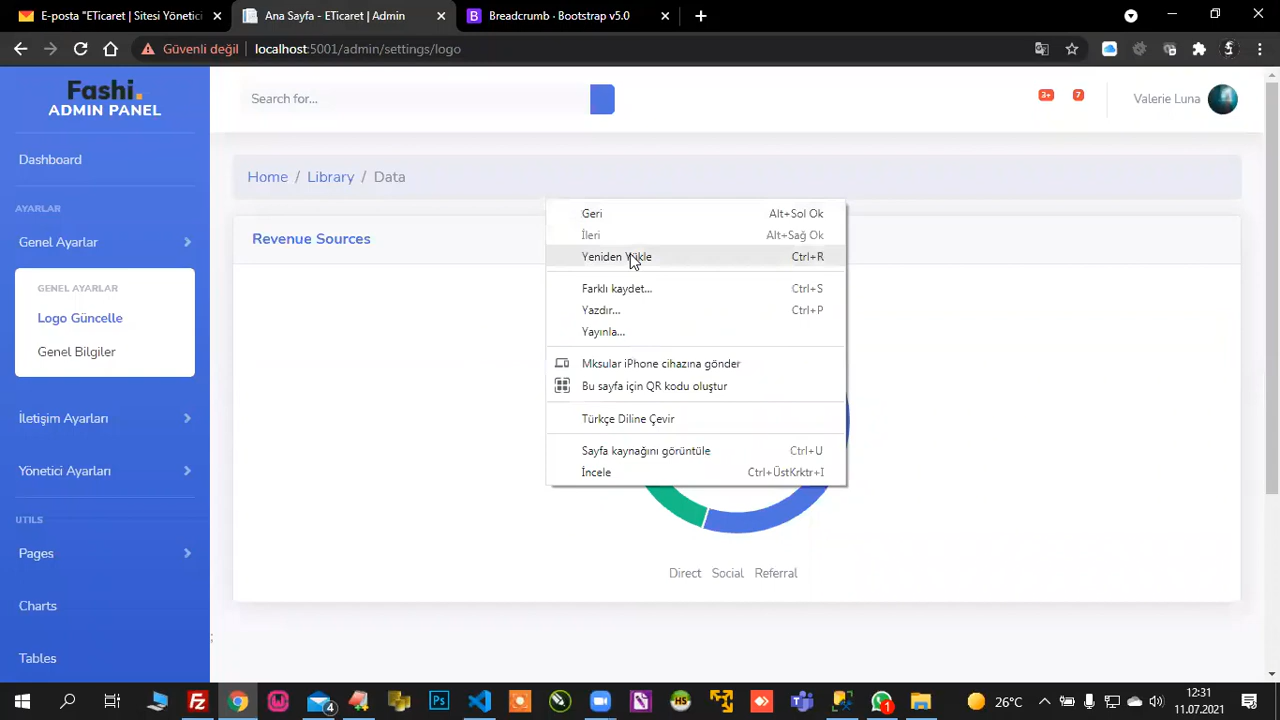 E-posta "ETicaret | Sitesi Yönetici
Ana Sayfa - ETicaret | Admin
Breadcrumb · Bootstrap v5.0
Güvenli değil
localhost:5001/admin/settings/logo
Fashi.
ADMIN PANEL
Search for...
3+
7
Valerie Luna
Dashboard
Home / Library / Data
AYARLAR
Genel Ayarlar
GENEL AYARLAR
Logo Güncelle
Genel Bilgiler
İletişim Ayarları
Yönetici Ayarları
UTILS
Pages
Charts
Tables
Revenue Sources
Geri Alt+Sol Ok
İleri Alt+Sağ Ok
Yeniden Yükle Ctrl+R
Farklı kaydet... Ctrl+S
Yazdır... Ctrl+P
Yayınla...
Mksular iPhone cihazına gönder
Bu sayfa için QR kodu oluştur
Türkçe Diline Çevir
Sayfa kaynağını görüntüle Ctrl+U
İncele Ctrl+ÜstKrktr+I
Direct Social Referral
;
4
Ps
HS
1
26°C
12:31
11.07.2021